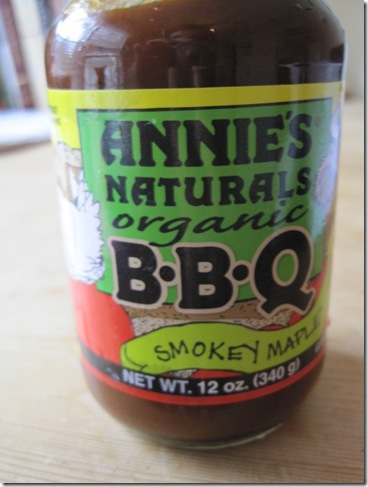 ANNIE'S
NATURALS
organic
B•B•Q
SMOKEY MAPLE
NET WT. 12 oz. (340 g)